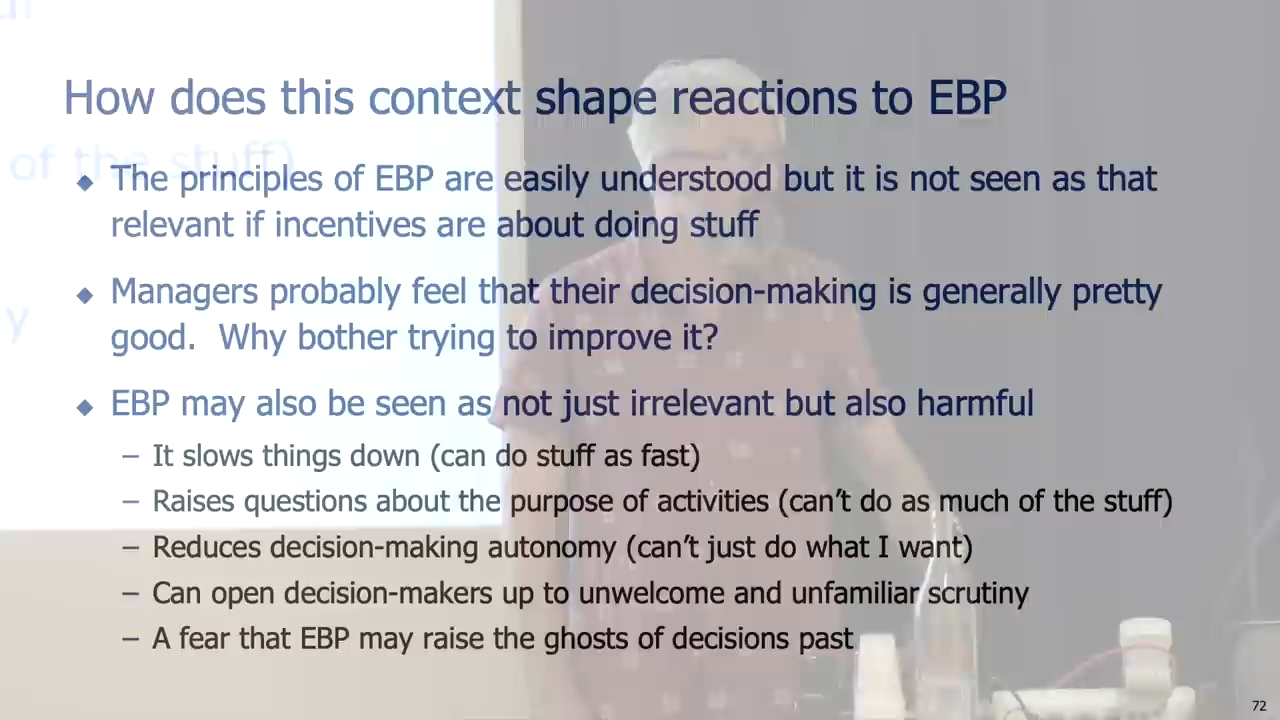 How does this context shape reactions to EBP
of the stuff)
◆ The principles of EBP are easily understood but it is not seen as that
relevant if incentives are about doing stuff
◆ Managers probably feel that their decision-making is generally pretty
y
good. Why bother trying to improve it?
◆ EBP may also be seen as not just irrelevant but also harmful
– It slows things down (can do stuff as fast)
– Raises questions about the purpose of activities (can’t do as much of the stuff)
– Reduces decision-making autonomy (can’t just do what I want)
– Can open decision-makers up to unwelcome and unfamiliar scrutiny
– A fear that EBP may raise the ghosts of decisions past
72